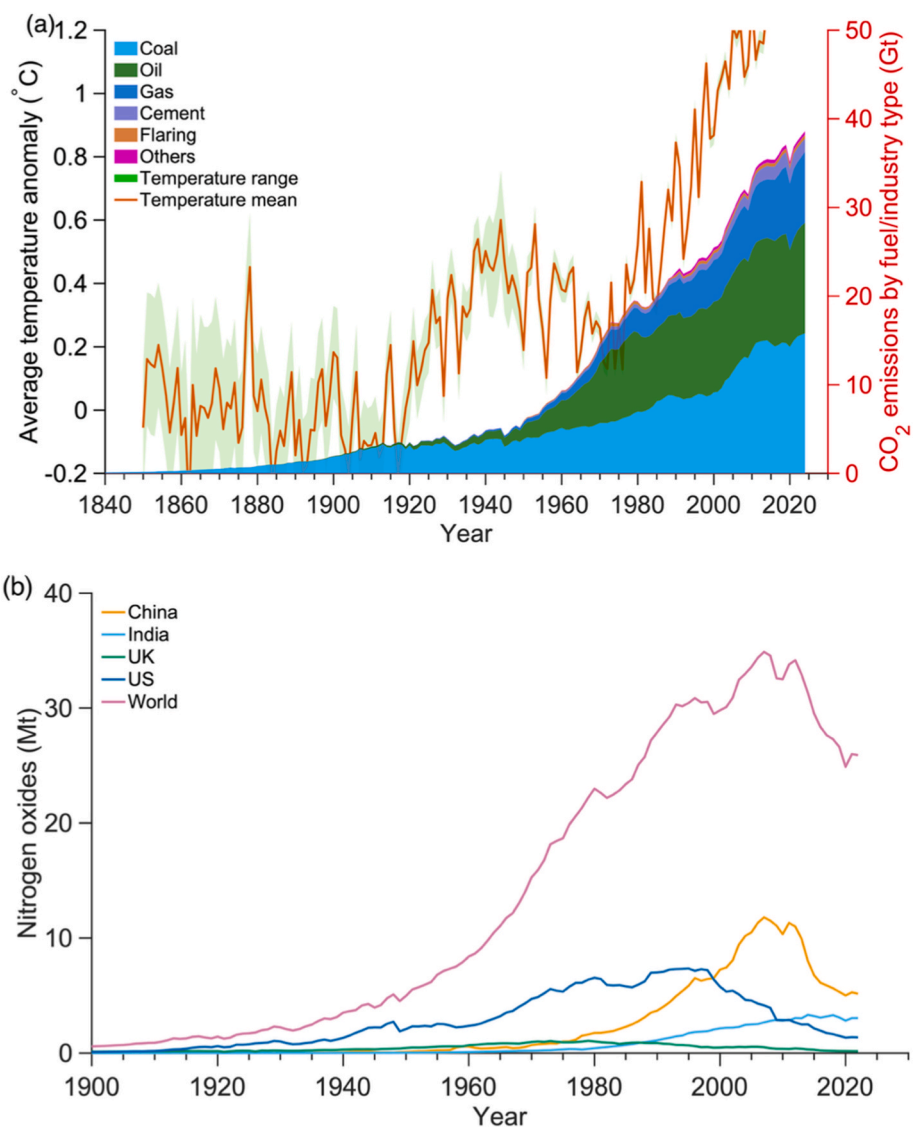 (a)
1.2
1
0.8
0.6
0.4
0.2
0
-0.2
Average temperature anomaly (˚C)
Coal
Oil
Gas
Cement
Flaring
Others
Temperature range
Temperature mean
50
40
30
20
10
0
CO2 emissions by fuel/industry type (Gt)
1840 1860 1880 1900 1920 1940 1960 1980 2000 2020
Year
(b)
40
30
20
10
0
Nitrogen oxides (Mt)
China
India
UK
US
World
1900 1920 1940 1960 1980 2000 2020
Year